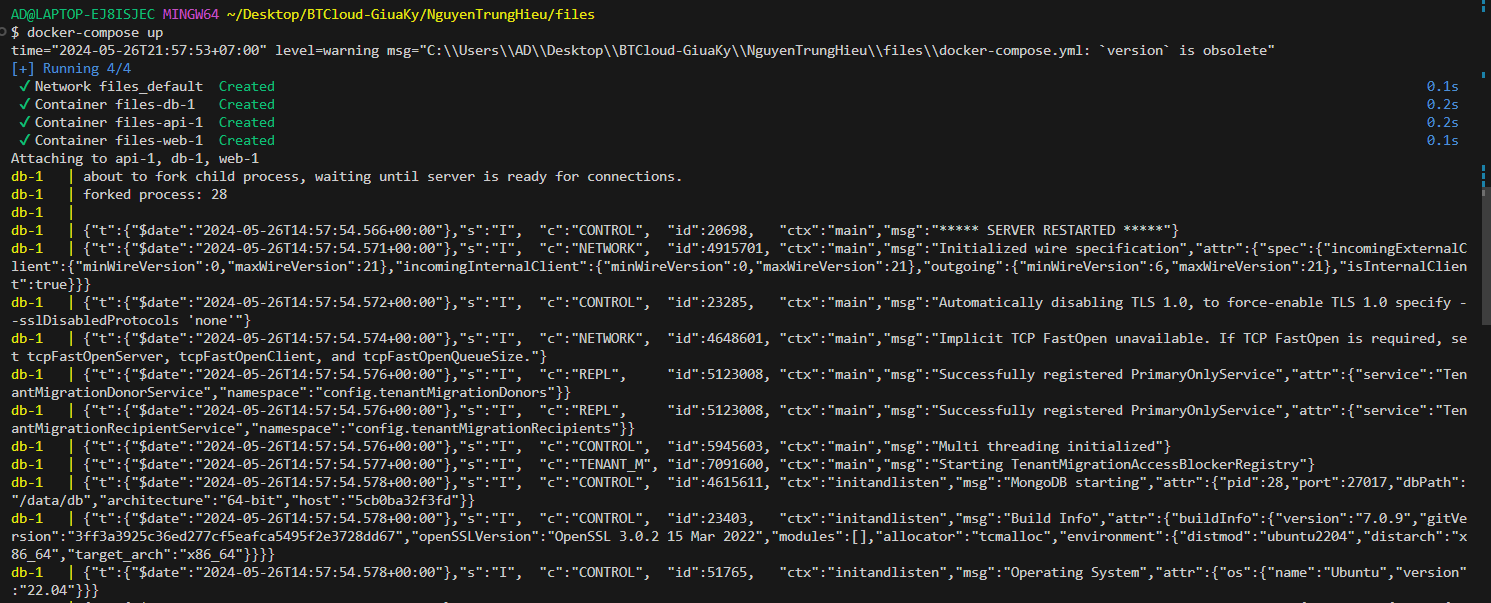 AD@LAPTOP-EJ8ISJEC MINGW64 ~/Desktop/BTCloud-GiuaKy/NguyenTrungHieu/files
$ docker-compose up
time="2024-05-26T21:57:53+07:00" level=warning msg="C:\\Users\\AD\\Desktop\\BTCloud-GiuaKy\\NguyenTrungHieu\\files\\docker-compose.yml: `version` is obsolete"
[+] Running 4/4
✓ Network files_default Created 0.1s
✓ Container files-db-1 Created 0.2s
✓ Container files-api-1 Created 0.2s
✓ Container files-web-1 Created 0.1s
Attaching to api-1, db-1, web-1
db-1 | about to fork child process, waiting until server is ready for connections.
db-1 | forked process: 28
db-1 |
db-1 | {"t":{"$date":"2024-05-26T14:57:54.566+00:00"},"s":"I", "c":"CONTROL", "id":20698, "ctx":"main","msg":"***** SERVER RESTARTED *****"}
db-1 | {"t":{"$date":"2024-05-26T14:57:54.571+00:00"},"s":"I", "c":"NETWORK", "id":4915701, "ctx":"main","msg":"Initialized wire specification","attr":{"spec":{"incomingExternalC
lient":{"minWireVersion":0,"maxWireVersion":21},"incomingInternalClient":{"minWireVersion":0,"maxWireVersion":21},"outgoing":{"minWireVersion":6,"maxWireVersion":21},"isInternalClien
t":true}}}
db-1 | {"t":{"$date":"2024-05-26T14:57:54.572+00:00"},"s":"I", "c":"CONTROL", "id":23285, "ctx":"main","msg":"Automatically disabling TLS 1.0, to force-enable TLS 1.0 specify -
-sslDisabledProtocols 'none'"}
db-1 | {"t":{"$date":"2024-05-26T14:57:54.574+00:00"},"s":"I", "c":"NETWORK", "id":4648601, "ctx":"main","msg":"Implicit TCP FastOpen unavailable. If TCP FastOpen is required, se
t tcpFastOpenServer, tcpFastOpenClient, and tcpFastOpenQueueSize."}
db-1 | {"t":{"$date":"2024-05-26T14:57:54.576+00:00"},"s":"I", "c":"REPL", "id":5123008, "ctx":"main","msg":"Successfully registered PrimaryOnlyService","attr":{"service":"Ten
antMigrationDonorService","namespace":"config.tenantMigrationDonors"}}
db-1 | {"t":{"$date":"2024-05-26T14:57:54.576+00:00"},"s":"I", "c":"REPL", "id":5123008, "ctx":"main","msg":"Successfully registered PrimaryOnlyService","attr":{"service":"Ten
antMigrationRecipientService","namespace":"config.tenantMigrationRecipients"}}
db-1 | {"t":{"$date":"2024-05-26T14:57:54.576+00:00"},"s":"I", "c":"CONTROL", "id":5945603, "ctx":"main","msg":"Multi threading initialized"}
db-1 | {"t":{"$date":"2024-05-26T14:57:54.577+00:00"},"s":"I", "c":"TENANT_M", "id":7091600, "ctx":"main","msg":"Starting TenantMigrationAccessBlockerRegistry"}
db-1 | {"t":{"$date":"2024-05-26T14:57:54.578+00:00"},"s":"I", "c":"CONTROL", "id":4615611, "ctx":"initandlisten","msg":"MongoDB starting","attr":{"pid":28,"port":27017,"dbPath":
"/data/db","architecture":"64-bit","host":"5cb0ba32f3fd"}}
db-1 | {"t":{"$date":"2024-05-26T14:57:54.578+00:00"},"s":"I", "c":"CONTROL", "id":23403, "ctx":"initandlisten","msg":"Build Info","attr":{"buildInfo":{"version":"7.0.9","gitVe
rsion":"3ff3a3925c36ed277cf5eafca5495f2e3728dd67","openSSLVersion":"OpenSSL 3.0.2 15 Mar 2022","modules":[],"allocator":"tcmalloc","environment":{"distmod":"ubuntu2204","distarch":"x
86_64","target_arch":"x86_64"}}}}
db-1 | {"t":{"$date":"2024-05-26T14:57:54.578+00:00"},"s":"I", "c":"CONTROL", "id":51765, "ctx":"initandlisten","msg":"Operating System","attr":{"os":{"name":"Ubuntu","version"
:"22.04"}}}